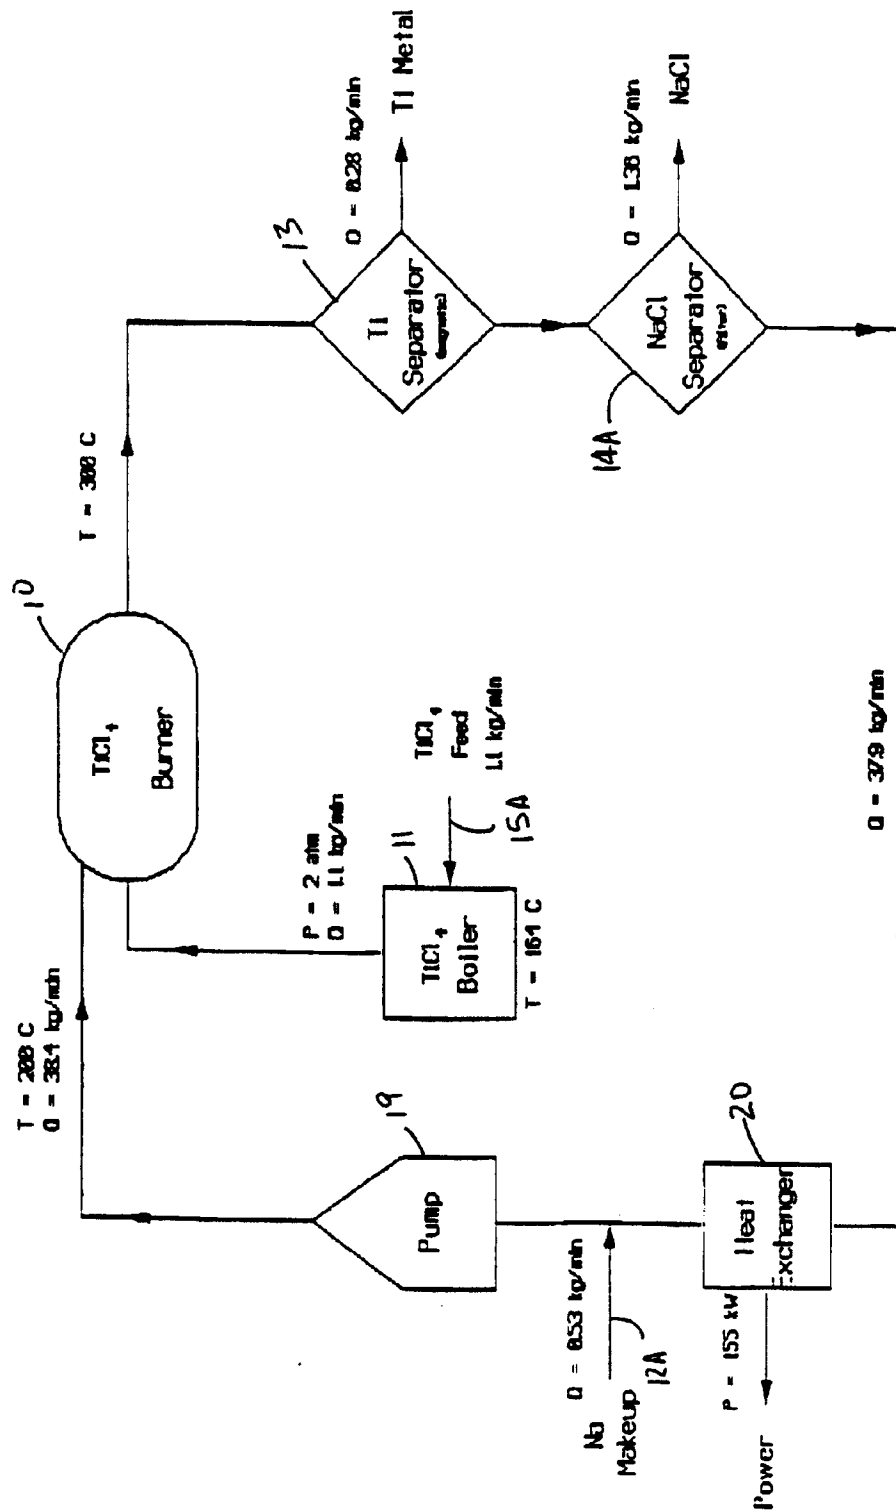 T = 200 C
Q = 38.4 kg/min
10
TiCl4
Burner
T = 300 C
19
Pump
P = 2 atm
Q = 1.1 kg/min
11
TiCl4
Boiler
T = 164 C
TiCl4
Feed
1.1 kg/min
15A
13
Ti
Separator
(magnetic)
Q = 0.28 kg/min
Ti Metal
Q = 0.53 kg/min
Na
Makeup
12A
14A
NaCl
Separator
(filter)
Q = 1.36 kg/min
NaCl
20
Heat
Exchanger
P = 155 kW
Power
Q = 37.9 kg/min